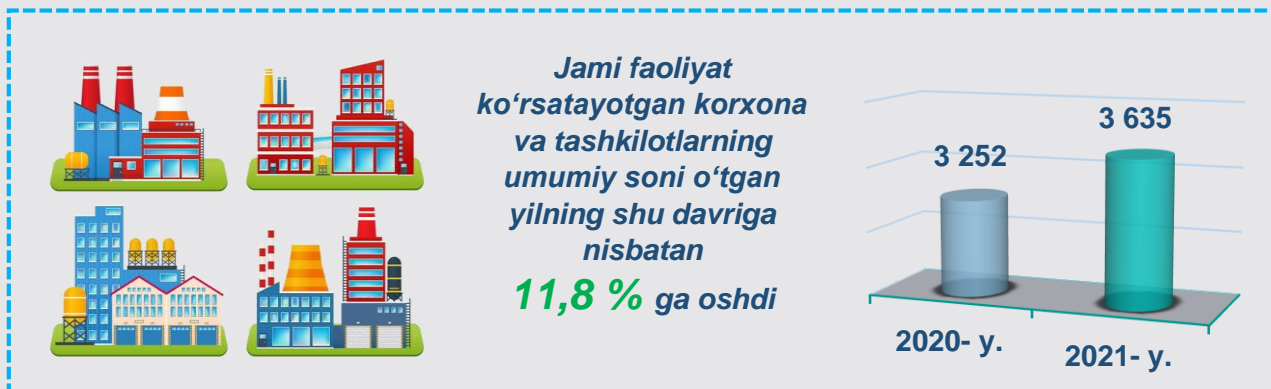 Jami faoliyat
ko‘rsatayotgan korxona
va tashkilotlarning
umumiy soni o‘tgan
yilning shu davriga
nisbatan
11,8 % ga oshdi
3 252
3 635
2020- y.
2021- y.